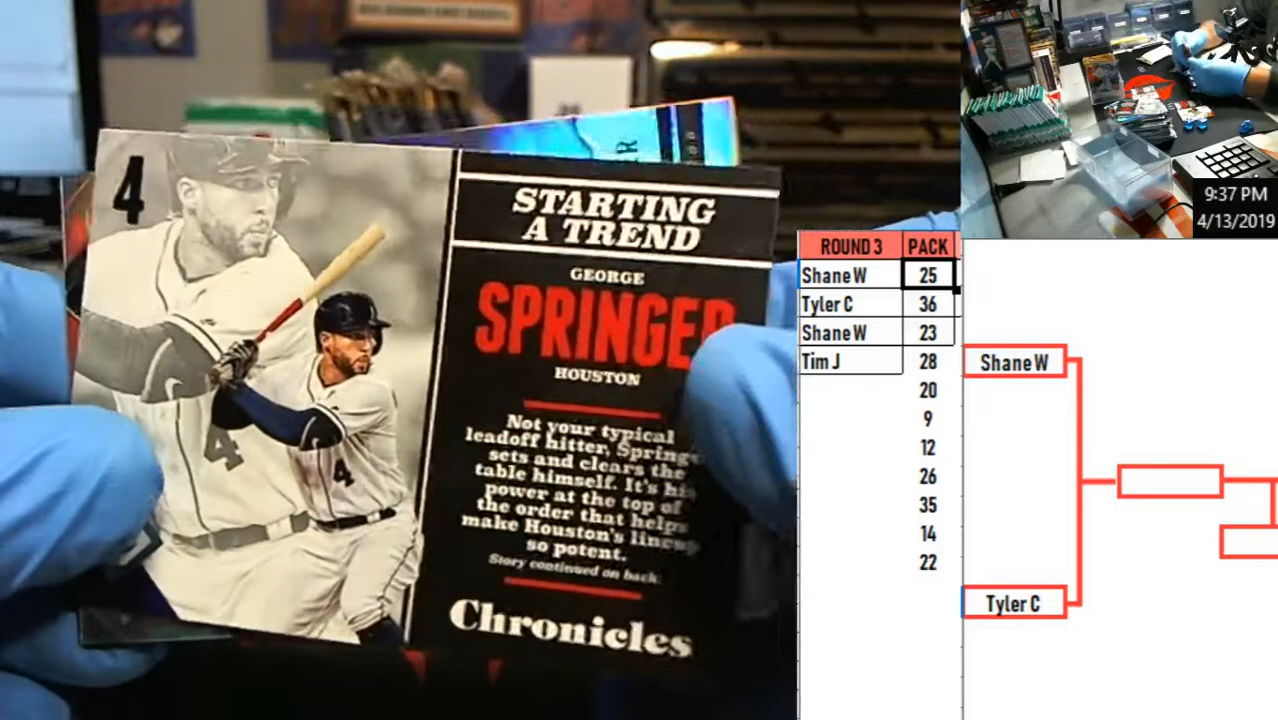 4
STARTING
A TREND
GEORGE
SPRINGER
HOUSTON
Not your typical
leadoff hitter, Springer
sets and clears the
table himself. It's his
power at the top of
the order that helps
make Houston's lineup
so potent.
Story continued on back.
Chronicles
4
4
ROUND 3 PACK
Shane W 25
Tyler C 36
Shane W 23
Tim J 28
20
9
12
26
35
14
22
9:37 PM
4/13/2019
Shane W
Tyler C